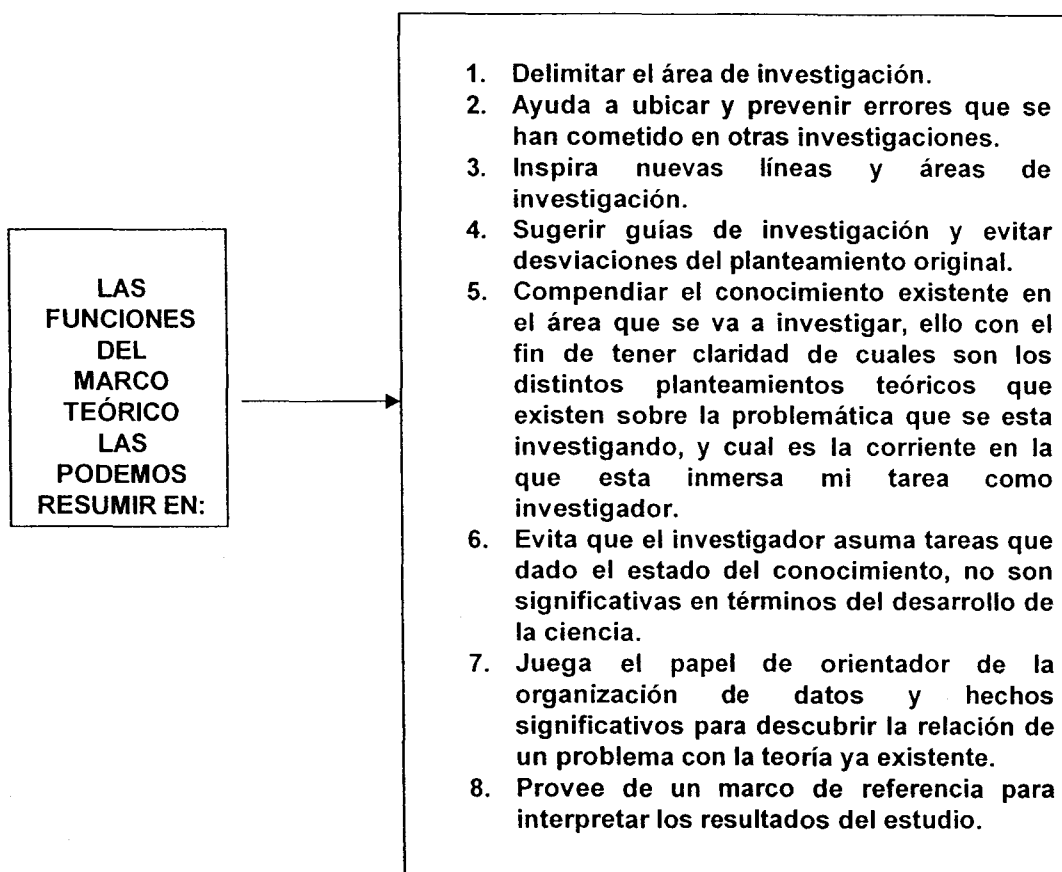 LAS
FUNCIONES
DEL
MARCO
TEÓRICO
LAS
PODEMOS
RESUMIR EN:
1. Delimitar el área de investigación.
2. Ayuda a ubicar y prevenir errores que se
han cometido en otras investigaciones.
3. Inspira nuevas líneas y áreas de
investigación.
4. Sugerir guías de investigación y evitar
desviaciones del planteamiento original.
5. Compendiar el conocimiento existente en
el área que se va a investigar, ello con el
fin de tener claridad de cuales son los
distintos planteamientos teóricos que
existen sobre la problemática que se esta
investigando, y cual es la corriente en la
que esta inmersa mi tarea como
investigador.
6. Evita que el investigador asuma tareas que
dado el estado del conocimiento, no son
significativas en términos del desarrollo de
la ciencia.
7. Juega el papel de orientador de la
organización de datos y hechos
significativos para descubrir la relación de
un problema con la teoría ya existente.
8. Provee de un marco de referencia para
interpretar los resultados del estudio.